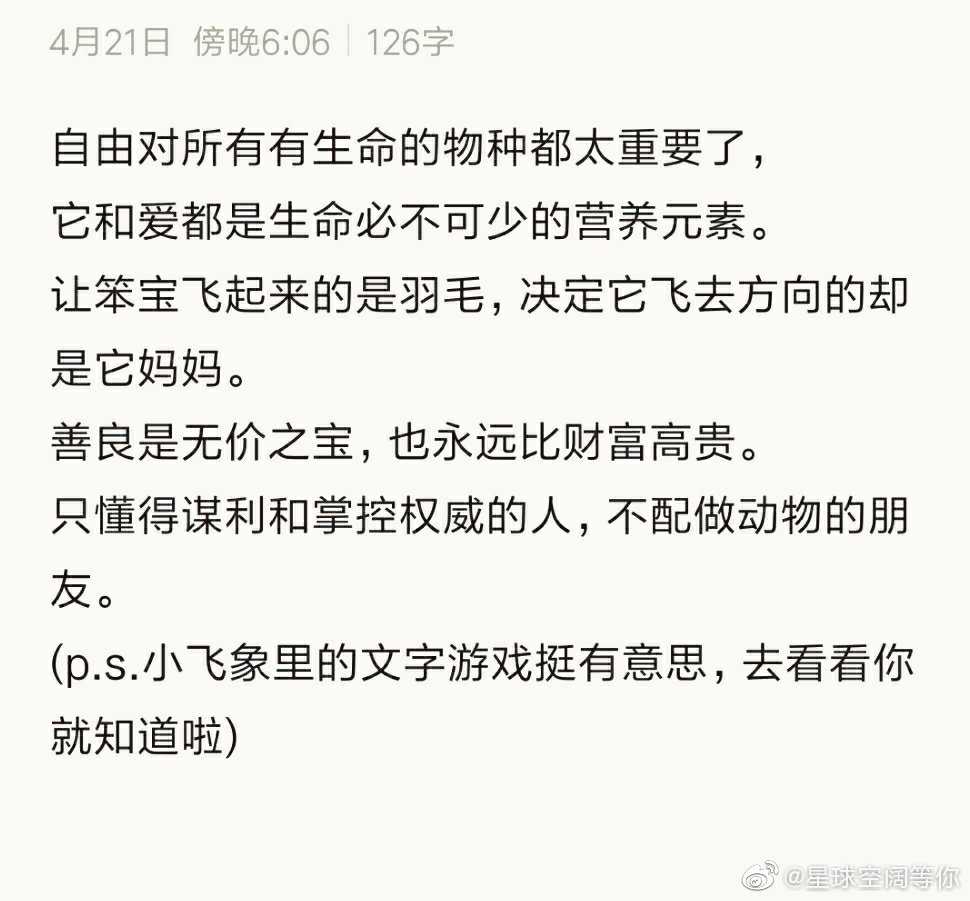 4月21日 傍晚6:06 | 126字
自由对所有有生命的物种都太重要了,
它和爱都是生命必不可少的营养元素。
让笨宝飞起来的是羽毛, 决定它飞去方向的却
是它妈妈。
善良是无价之宝, 也永远比财富高贵。
只懂得谋利和掌控权威的人, 不配做动物的朋
友。
(p.s.小飞象里的文字游戏挺有意思, 去看看你
就知道啦)
@星球空阔等你